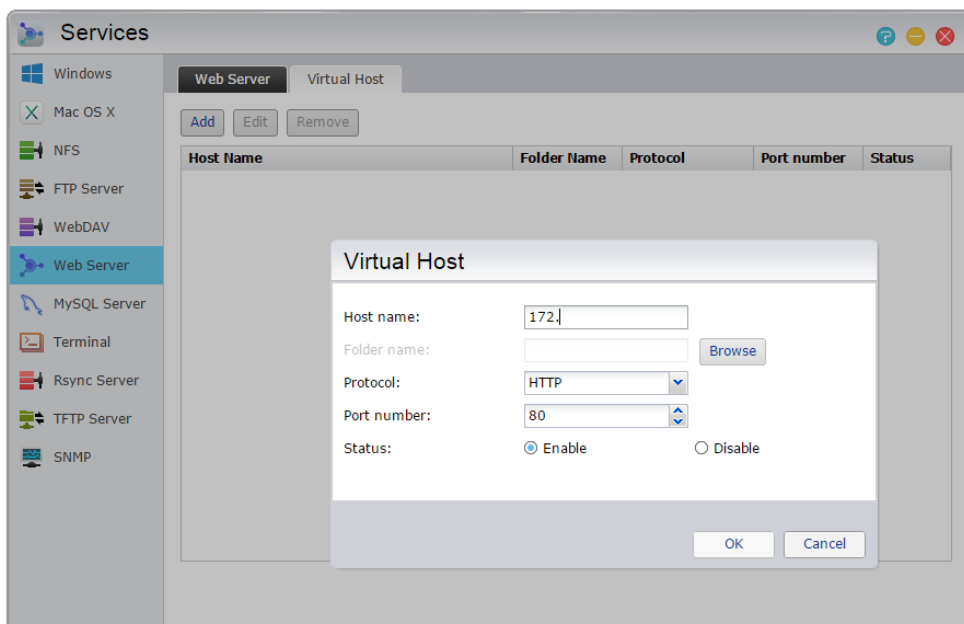 Services
Windows
Mac OS X
NFS
FTP Server
WebDAV
Web Server
MySQL Server
Terminal
Rsync Server
TFTP Server
SNMP
Web Server Virtual Host
Add Edit Remove
Host Name Folder Name Protocol Port number Status
Virtual Host
Host name: 172.
Folder name: Browse
Protocol: HTTP
Port number: 80
Status: Enable Disable
OK Cancel